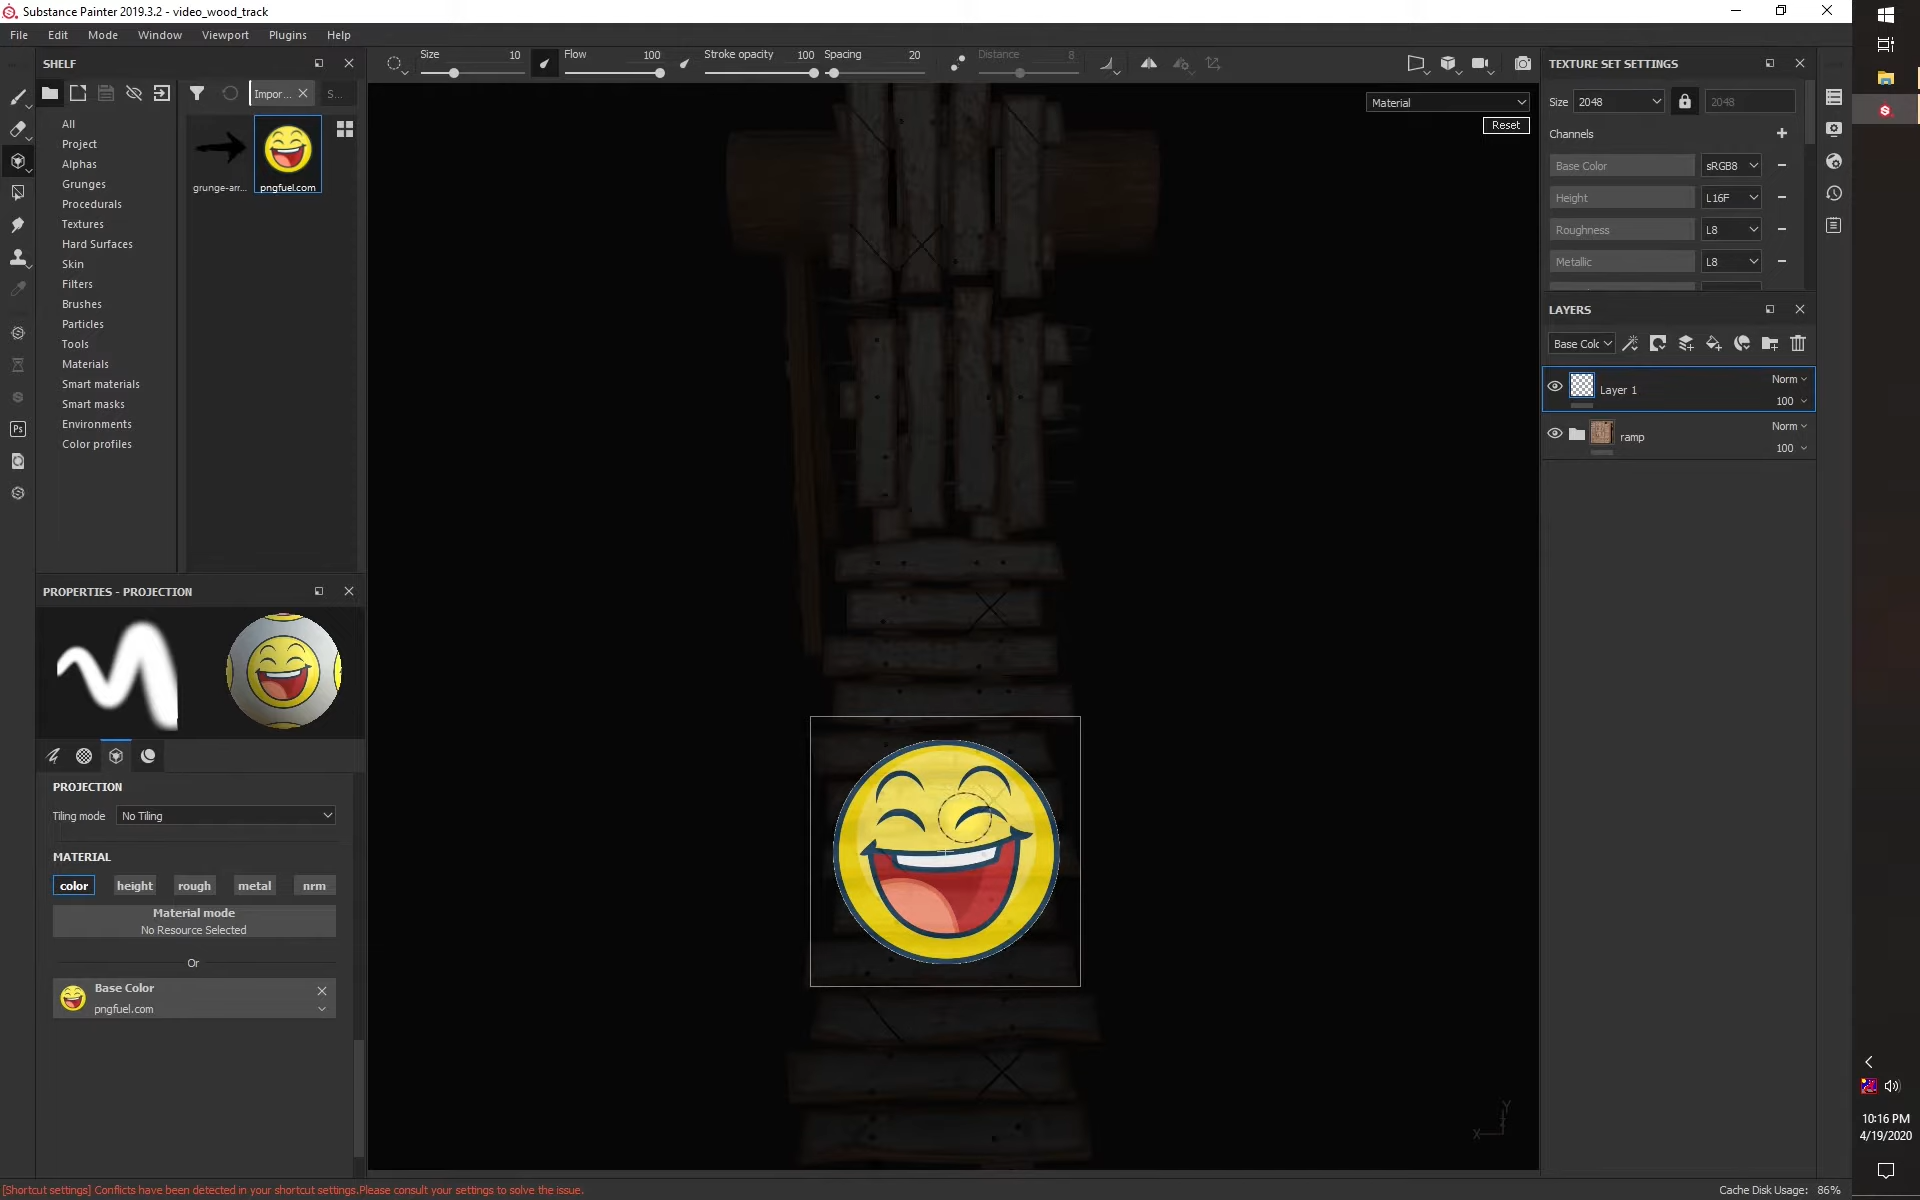 Substance Painter 2019.3.2 - video_wood_track
File Edit Mode Window Viewport Plugins Help
Size 10 Flow 100 Stroke opacity 100 Spacing 20 Distance 8
SHELF
Impor... S...
All
Project
Alphas
Grunges
Procedurals
Textures
Hard Surfaces
Skin
Filters
Brushes
Particles
Tools
Materials
Smart materials
Smart masks
Environments
Color profiles
grunge-arr... pngfuel.com
Ps
PROPERTIES - PROJECTION
PROJECTION
Tiling mode No Tiling
MATERIAL
color height rough metal nrm
Material mode
No Resource Selected
Or
Base Color
pngfuel.com
Material
Reset
X Y
TEXTURE SET SETTINGS
Size 2048 2048
Channels
Base Color sRGB8
Height L16F
Roughness L8
Metallic L8
LAYERS
Base Colc
Layer 1 Norm
100
ramp Norm
100
10:16 PM
4/19/2020
[Shortcut settings] Conflicts have been detected in your shortcut settings.Please consult your settings to solve the issue.
Cache Disk Usage: 86%